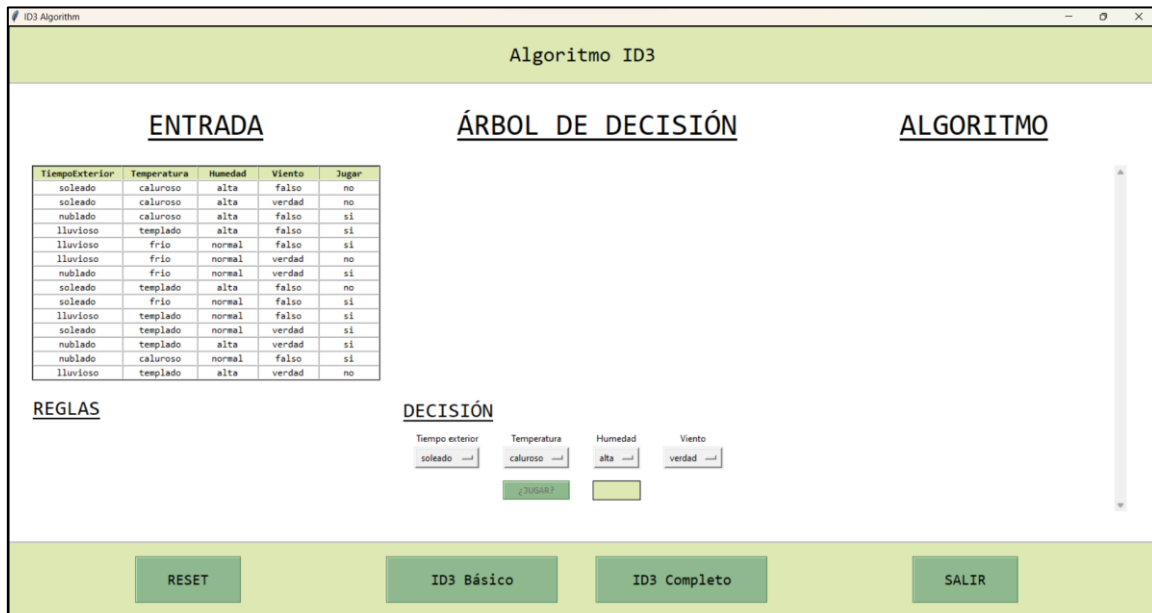 ID3 Algorithm
Algoritmo ID3
ENTRADA
ÁRBOL DE DECISIÓN
ALGORITMO
TiempoExterior Temperatura Humedad Viento Jugar
soleado caluroso alta falso no
soleado caluroso alta verdad no
nublado caluroso alta falso si
lluvioso templado alta falso si
lluvioso frio normal falso si
lluvioso frio normal verdad no
nublado frio normal verdad si
soleado templado alta falso no
soleado frio normal falso si
lluvioso templado normal falso si
soleado templado normal verdad si
nublado templado alta verdad si
nublado caluroso normal falso si
lluvioso templado alta verdad no
REGLAS
DECISIÓN
Tiempo exterior Temperatura Humedad Viento
soleado caluroso alta verdad
¿JUGAR?
RESET
ID3 Básico
ID3 Completo
SALIR